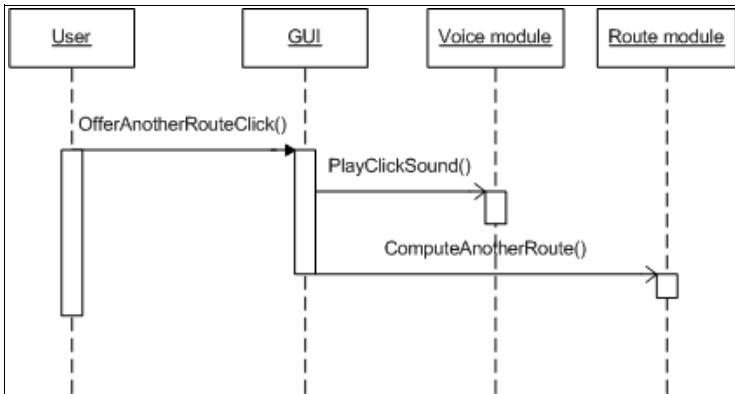 User
GUI
Voice module
Route module
OfferAnotherRouteClick()
PlayClickSound()
ComputeAnotherRoute()